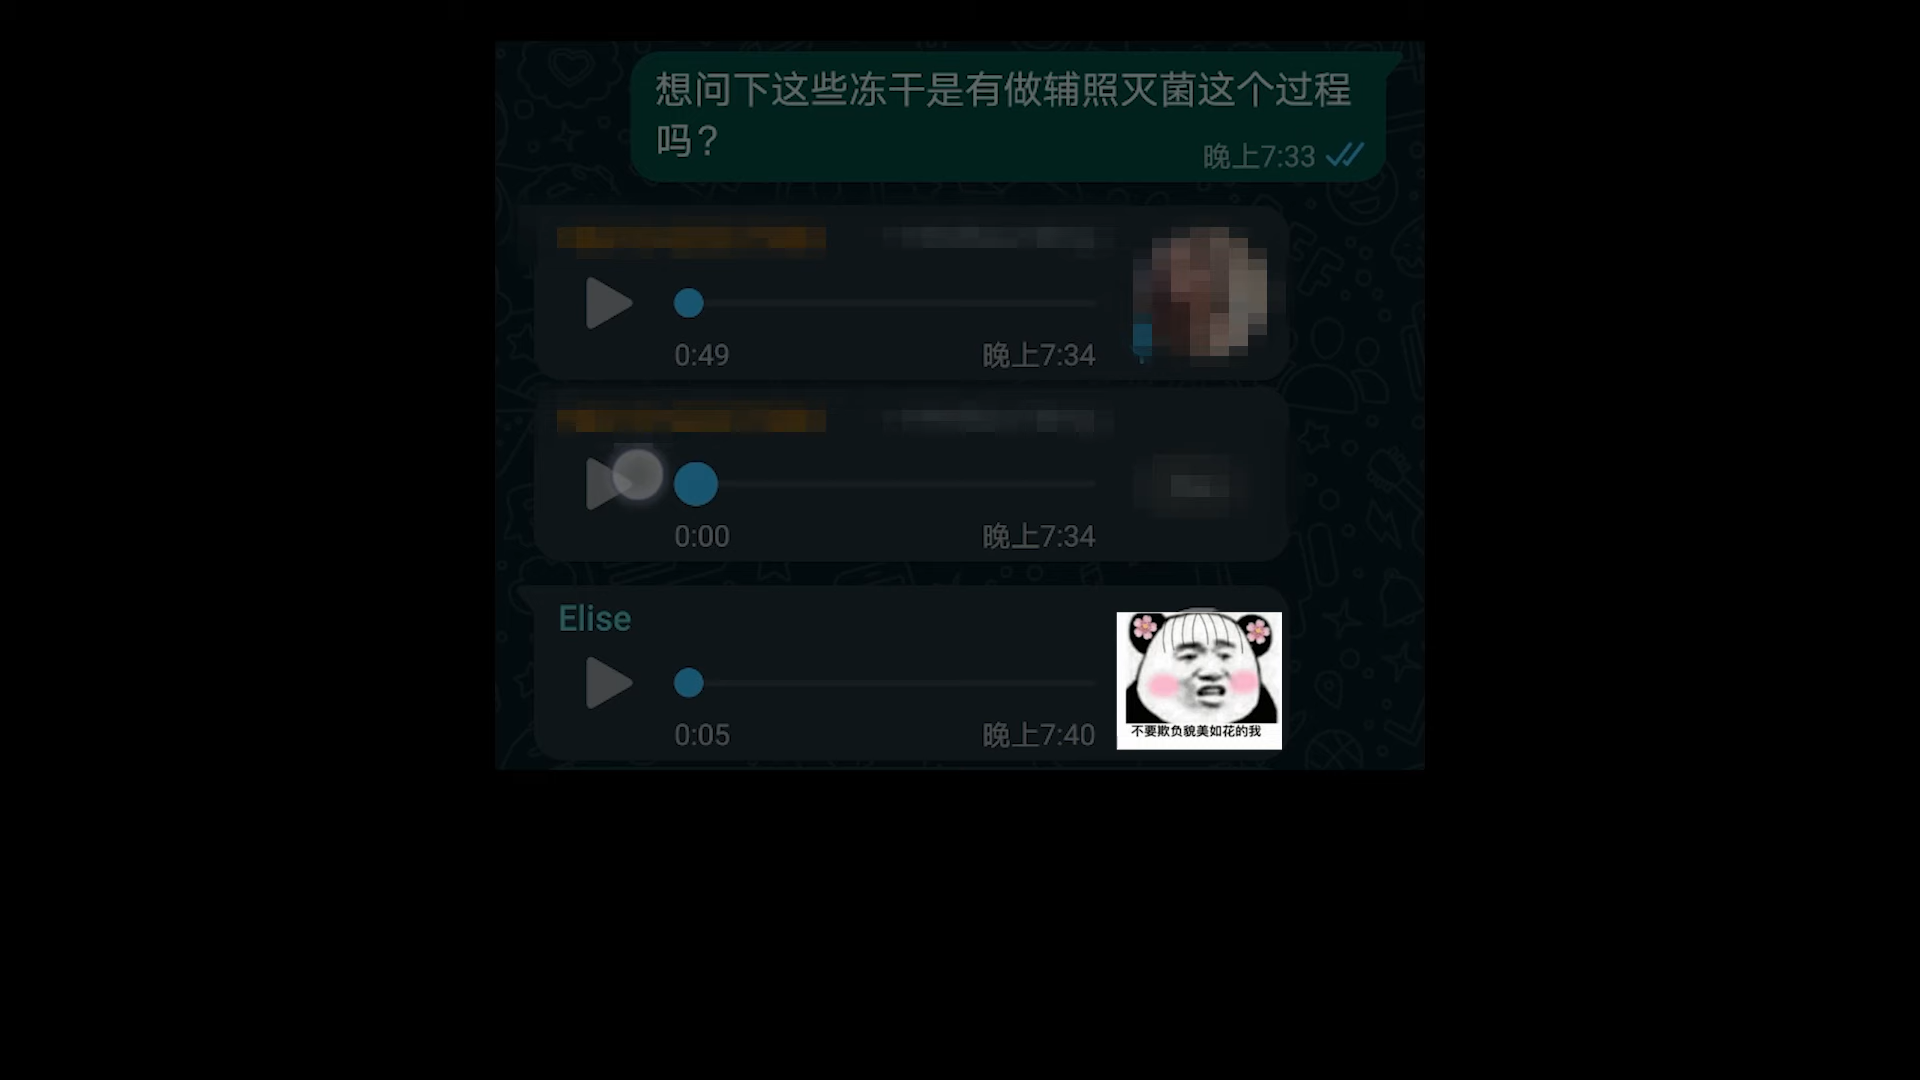 想问下这些冻干是有做辅照灭菌这个过程
吗？
晚上7:33
0:49
晚上7:34
0:00
晚上7:34
Elise
0:05
晚上7:40
不要欺负貌美如花的我